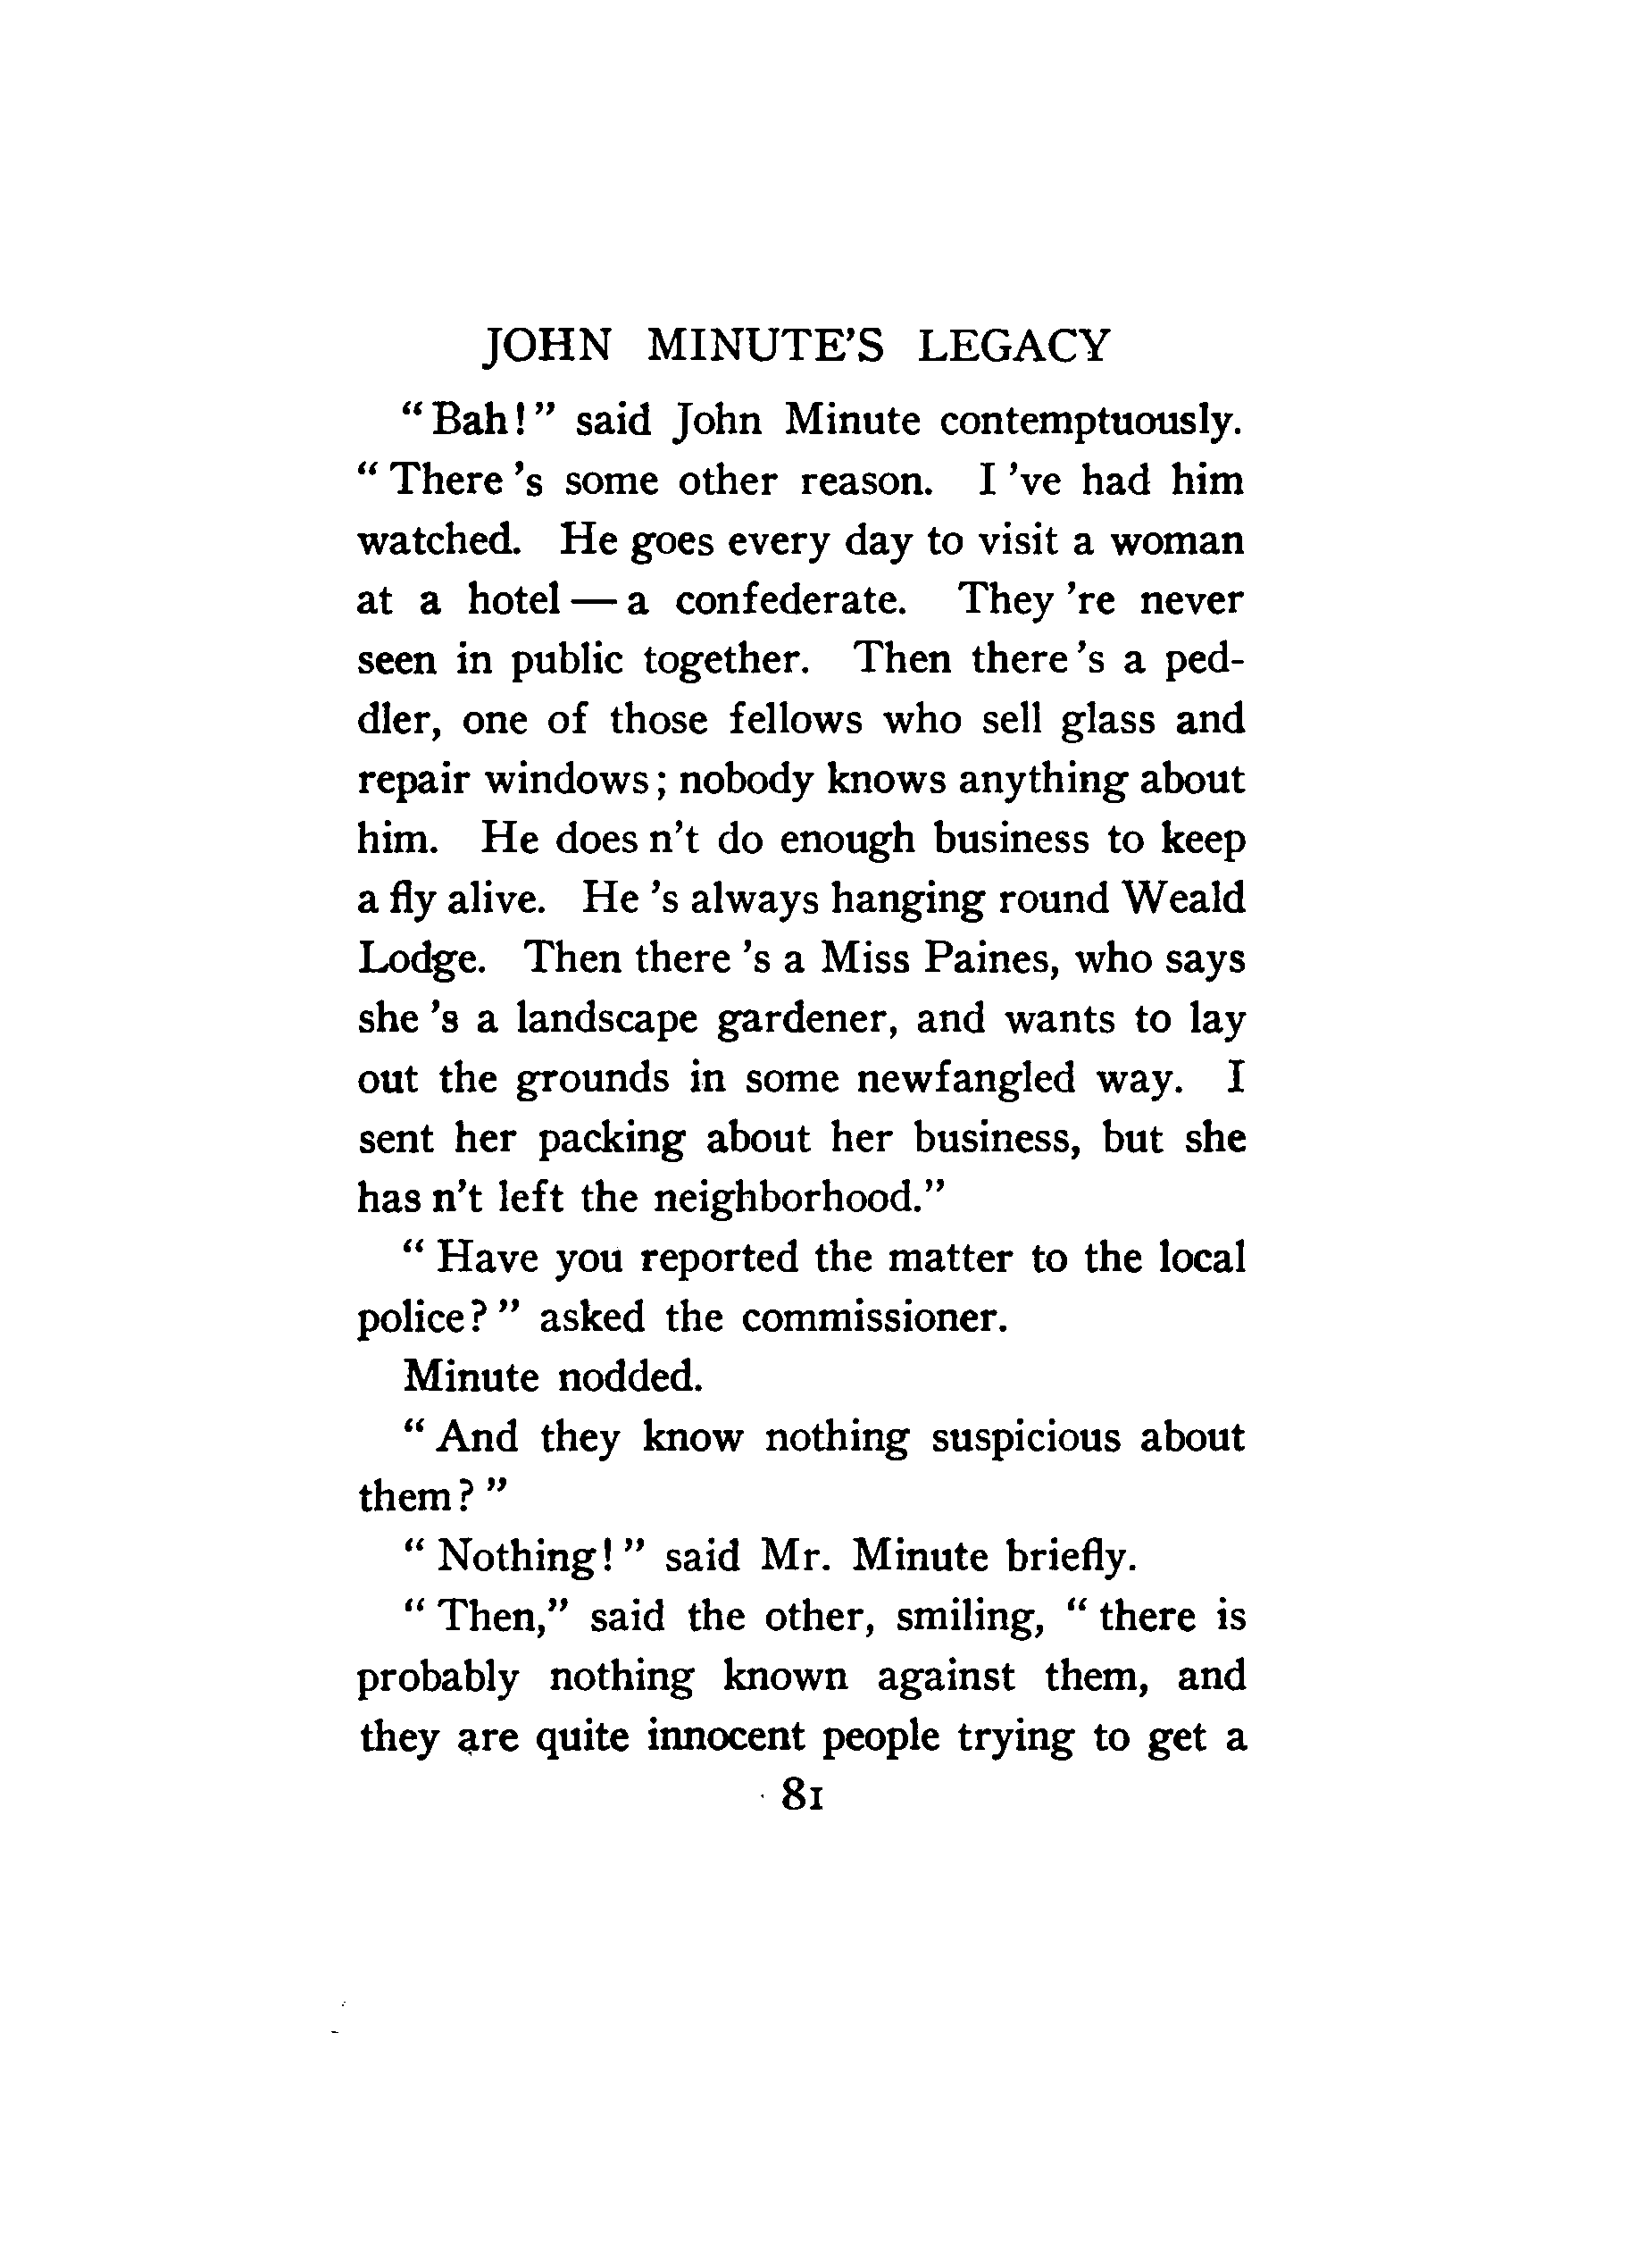 JOHN MINUTE'S LEGACY
“Bah!” said John Minute contemptuously.
“There 's some other reason. I 've had him
watched. He goes every day to visit a woman
at a hotel — a confederate. They 're never
seen in public together. Then there 's a ped-
dler, one of those fellows who sell glass and
repair windows; nobody knows anything about
him. He does n't do enough business to keep
a fly alive. He 's always hanging round Weald
Lodge. Then there 's a Miss Paines, who says
she 's a landscape gardener, and wants to lay
out the grounds in some newfangled way. I
sent her packing about her business, but she
has n't left the neighborhood.”
“Have you reported the matter to the local
police?” asked the commissioner.
Minute nodded.
“And they know nothing suspicious about
them?”
“Nothing!” said Mr. Minute briefly.
“Then,” said the other, smiling, “there is
probably nothing known against them, and
they are quite innocent people trying to get a
81